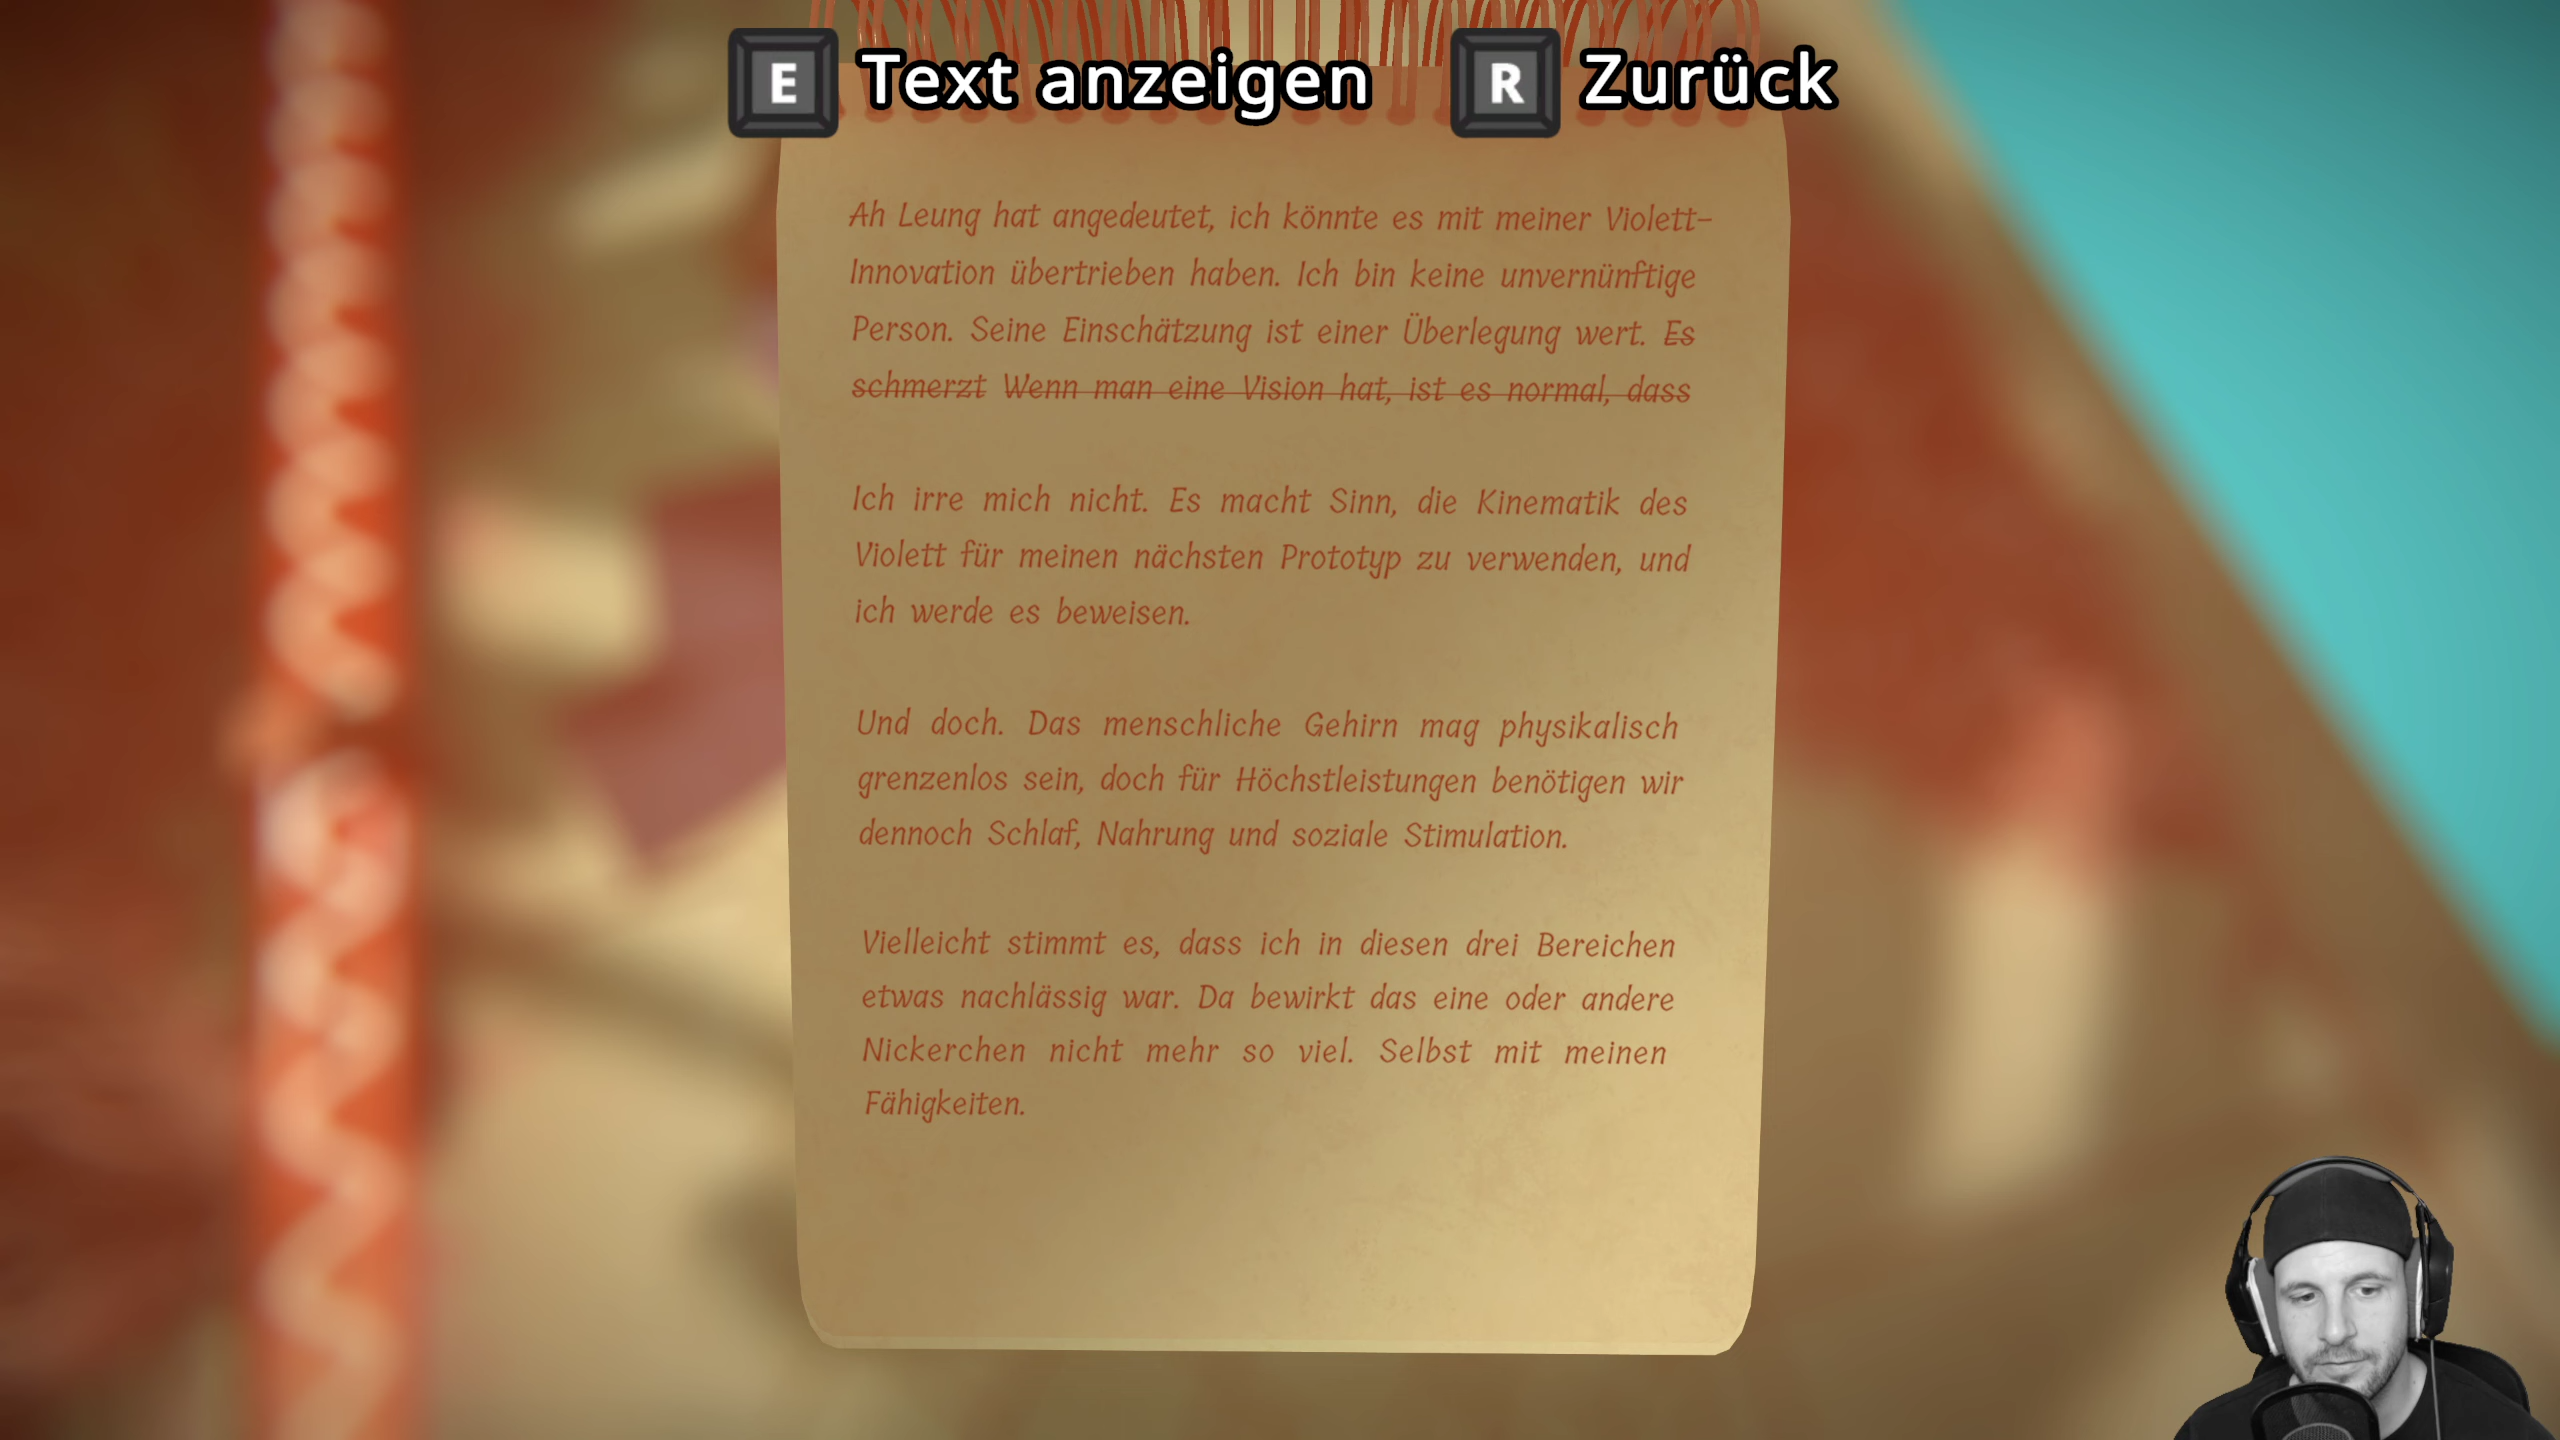 E Text anzeigen R Zurück
Ah Leung hat angedeutet, ich könnte es mit meiner Violett-
Innovation übertrieben haben. Ich bin keine unvernünftige
Person. Seine Einschätzung ist einer Überlegung wert. Es
schmerzt Wenn man eine Vision hat, ist es normal, dass
Ich irre mich nicht. Es macht Sinn, die Kinematik des
Violett für meinen nächsten Prototyp zu verwenden, und
ich werde es beweisen.
Und doch. Das menschliche Gehirn mag physikalisch
grenzenlos sein, doch für Höchstleistungen benötigen wir
dennoch Schlaf, Nahrung und soziale Stimulation.
Vielleicht stimmt es, dass ich in diesen drei Bereichen
etwas nachlässig war. Da bewirkt das eine oder andere
Nickerchen nicht mehr so viel. Selbst mit meinen
Fähigkeiten.